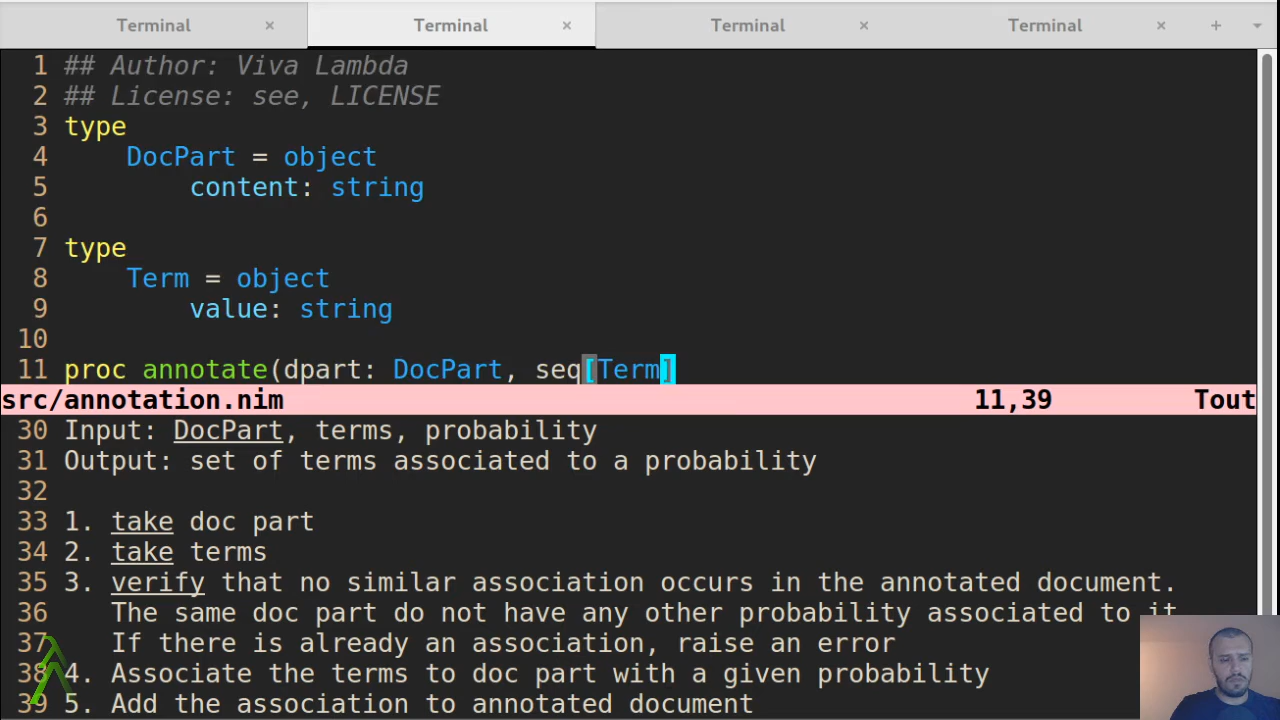 Terminal × Terminal × Terminal × Terminal × +
1 ## Author: Viva Lambda
2 ## License: see, LICENSE
3 type
4 DocPart = object
5 content: string
6
7 type
8 Term = object
9 value: string
10
11 proc annotate(dpart: DocPart, seq[Term]
src/annotation.nim 11,39 Tout
30 Input: DocPart, terms, probability
31 Output: set of terms associated to a probability
32
33 1. take doc part
34 2. take terms
35 3. verify that no similar association occurs in the annotated document.
36 The same doc part do not have any other probability associated to it
37 If there is already an association, raise an error
38 4. Associate the terms to doc part with a given probability
39 5. Add the association to annotated document